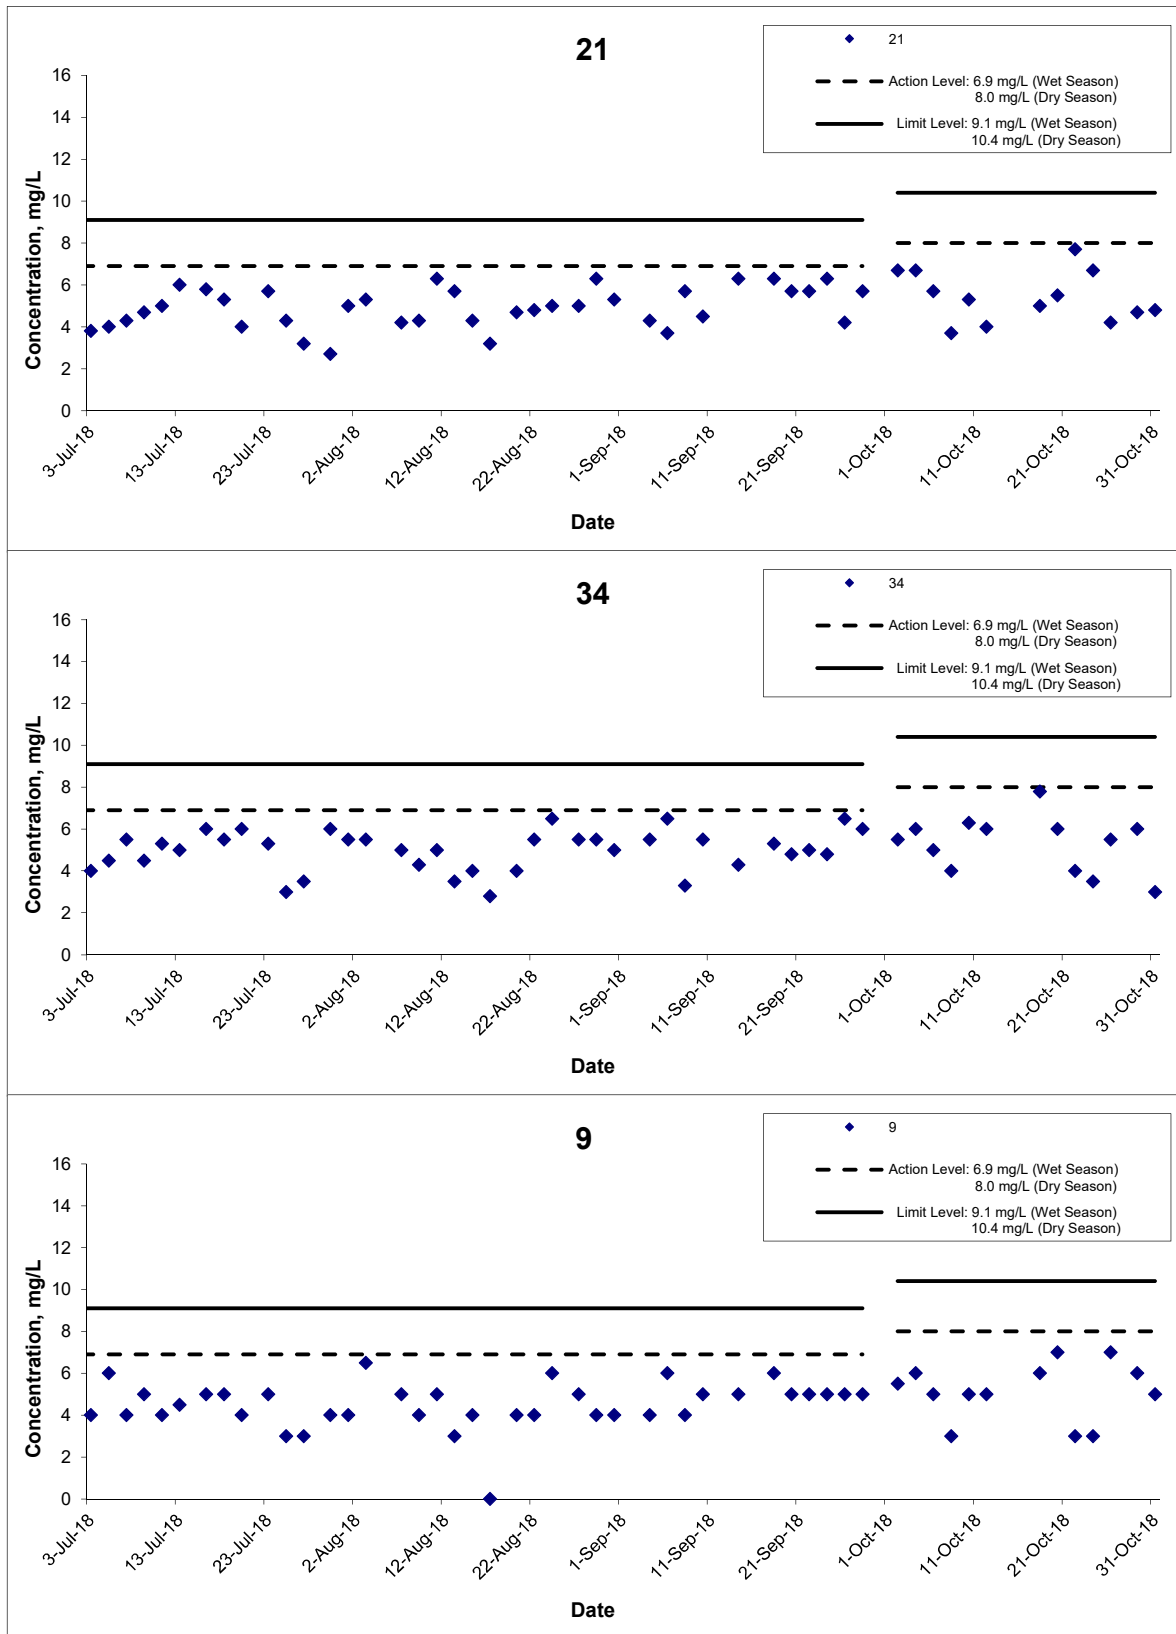 21
21
Action Level: 6.9 mg/L (Wet Season)
8.0 mg/L (Dry Season)
Limit Level: 9.1 mg/L (Wet Season)
10.4 mg/L (Dry Season)
Concentration, mg/L
16
14
12
10
8
6
4
2
0
3-Jul-18
13-Jul-18
23-Jul-18
2-Aug-18
12-Aug-18
22-Aug-18
1-Sep-18
11-Sep-18
21-Sep-18
1-Oct-18
11-Oct-18
21-Oct-18
31-Oct-18
Date
34
34
Action Level: 6.9 mg/L (Wet Season)
8.0 mg/L (Dry Season)
Limit Level: 9.1 mg/L (Wet Season)
10.4 mg/L (Dry Season)
Concentration, mg/L
16
14
12
10
8
6
4
2
0
3-Jul-18
13-Jul-18
23-Jul-18
2-Aug-18
12-Aug-18
22-Aug-18
1-Sep-18
11-Sep-18
21-Sep-18
1-Oct-18
11-Oct-18
21-Oct-18
31-Oct-18
Date
9
9
Action Level: 6.9 mg/L (Wet Season)
8.0 mg/L (Dry Season)
Limit Level: 9.1 mg/L (Wet Season)
10.4 mg/L (Dry Season)
Concentration, mg/L
16
14
12
10
8
6
4
2
0
3-Jul-18
13-Jul-18
23-Jul-18
2-Aug-18
12-Aug-18
22-Aug-18
1-Sep-18
11-Sep-18
21-Sep-18
1-Oct-18
11-Oct-18
21-Oct-18
31-Oct-18
Date